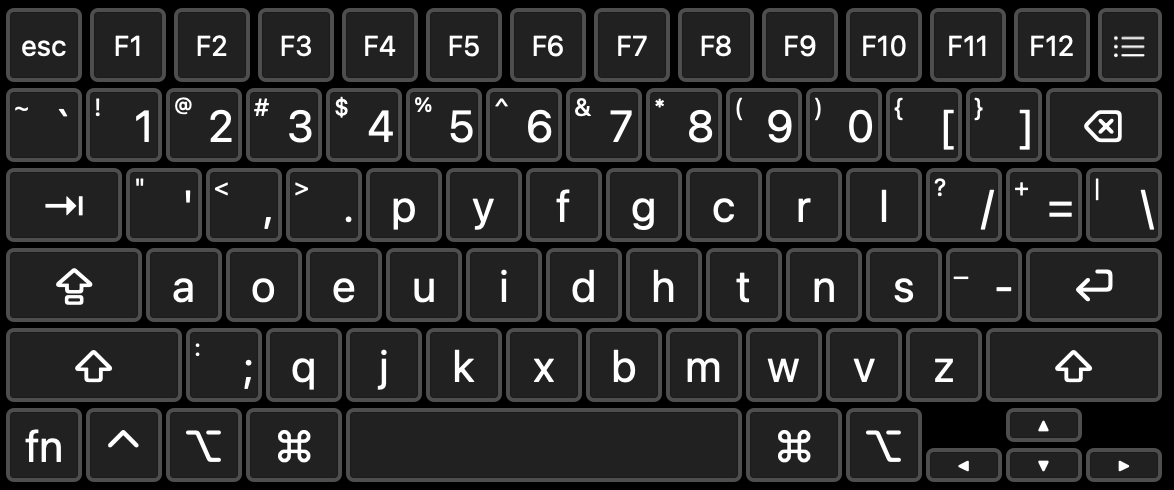 esc F1 F2 F3 F4 F5 F6 F7 F8 F9 F10 F11 F12
~ ` ! 1 @ 2 # 3 $ 4 % 5 ^ 6 & 7 * 8 ( 9 ) 0 { [ } ]
" ' < , > . p y f g c r l ? / + = | \
a o e u i d h t n s _ -
: ; q j k x b m w v z
fn ^ ⌥ ⌘ ⌘ ⌥